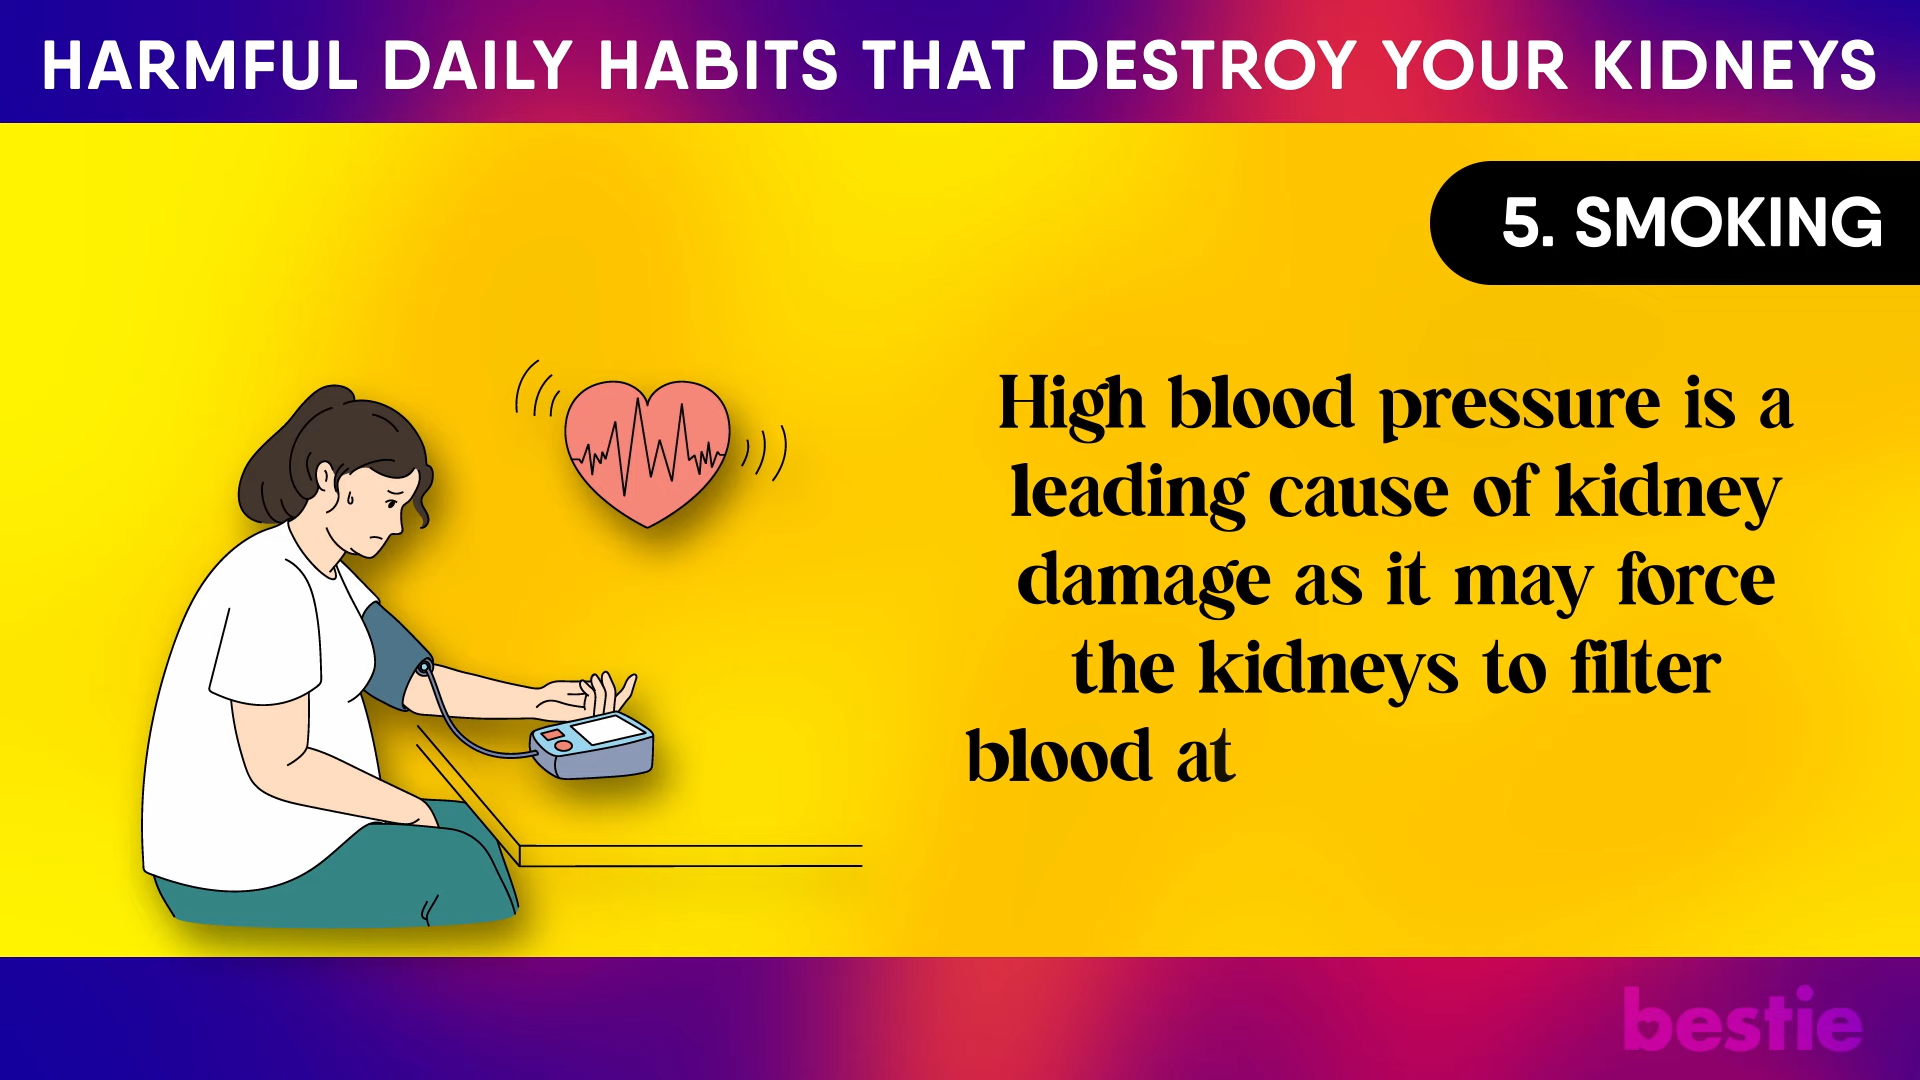 HARMFUL DAILY HABITS THAT DESTROY YOUR KIDNEYS
5. SMOKING
High blood pressure is a
leading cause of kidney
damage as it may force
the kidneys to filter
blood at
bestie